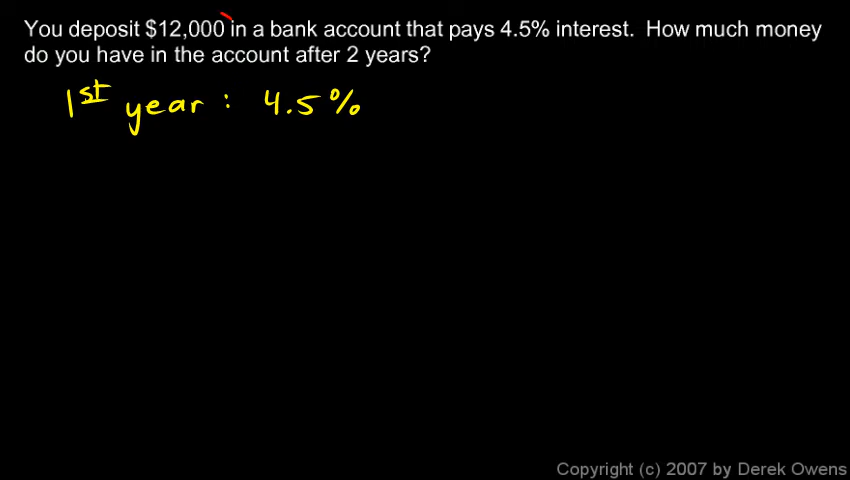 You deposit $12,000 in a bank account that pays 4.5% interest.  How much money
do you have in the account after 2 years?
1st year : 4.5%
Copyright (c) 2007 by Derek Owens